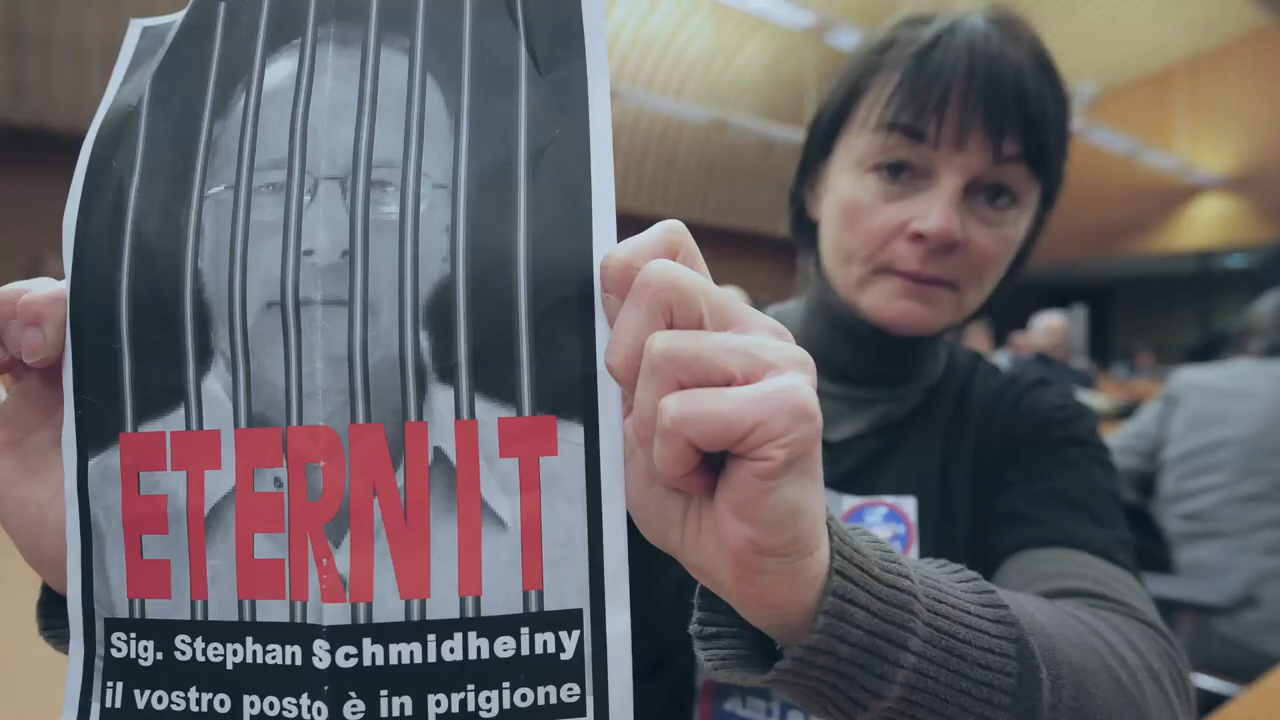 ETERNIT
Sig. Stephan Schmidheiny
il vostro posto è in prigione